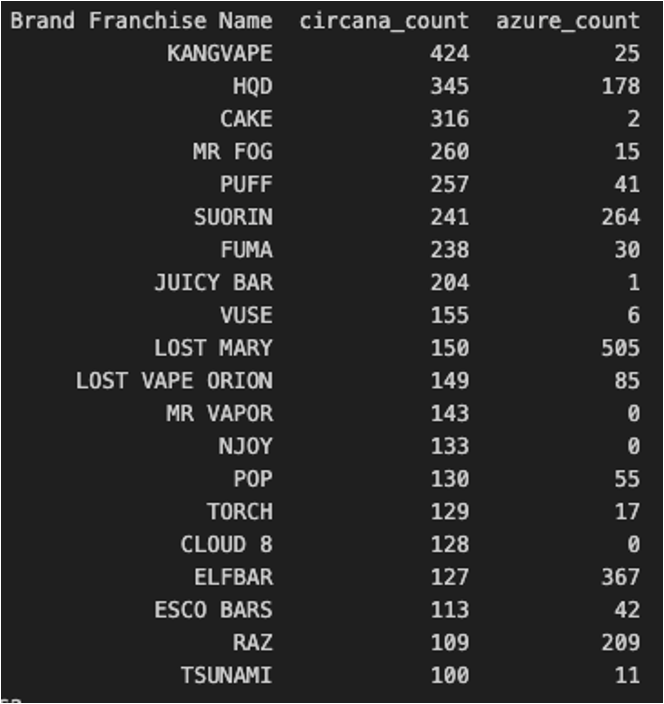 Brand Franchise Name circana_count azure_count
KANGVAPE 424 25
HQD 345 178
CAKE 316 2
MR FOG 260 15
PUFF 257 41
SUORIN 241 264
FUMA 238 30
JUICY BAR 204 1
VUSE 155 6
LOST MARY 150 505
LOST VAPE ORION 149 85
MR VAPOR 143 0
NJOY 133 0
POP 130 55
TORCH 129 17
CLOUD 8 128 0
ELFBAR 127 367
ESCO BARS 113 42
RAZ 109 209
TSUNAMI 100 11